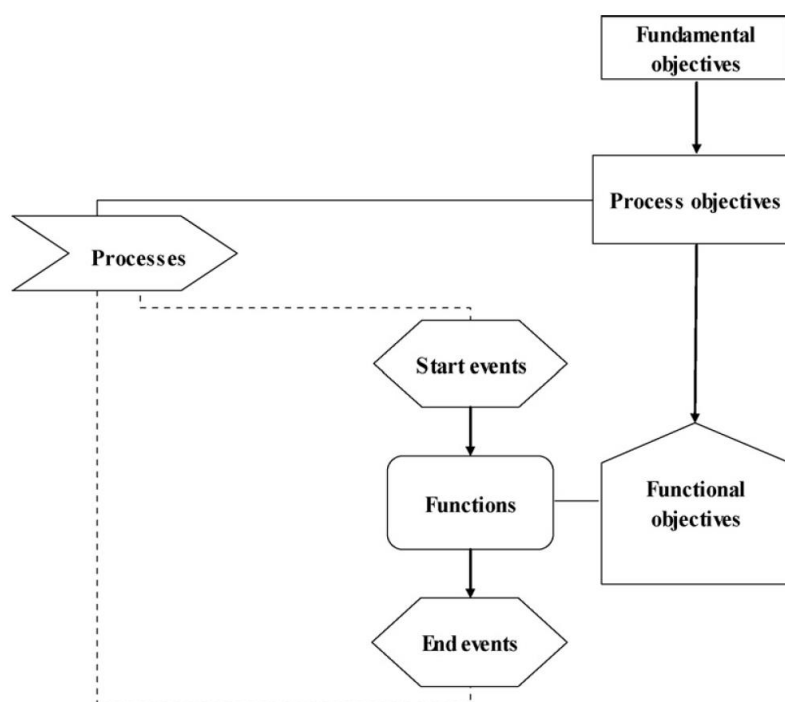 Fundamental
objectives
Process objectives
Processes
Start events
Functions
Functional
objectives
End events